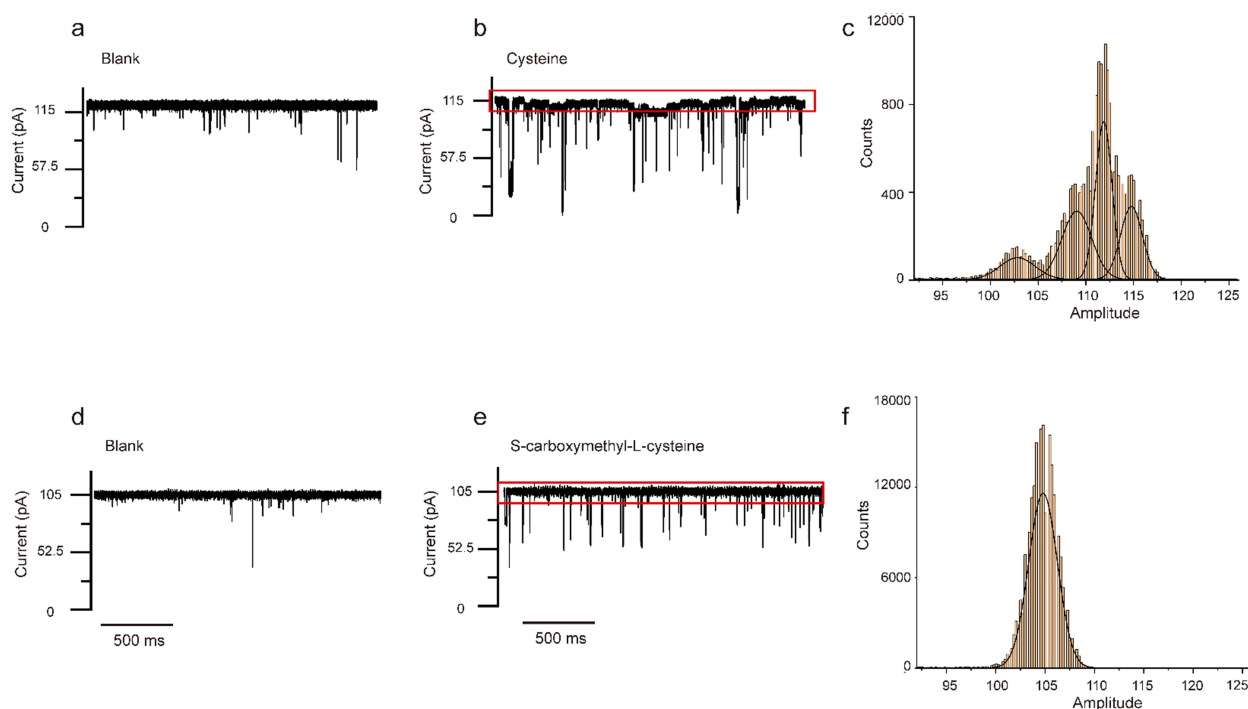 a
Blank
Current (pA)
115
57.5
0
b
Cysteine
Current (pA)
115
57.5
0
c
Counts
12000
800
400
0
95 100 105 110 115 120 125
Amplitude
d
Blank
Current (pA)
105
52.5
0
500 ms
e
S-carboxymethyl-L-cysteine
Current (pA)
105
52.5
0
500 ms
f
Counts
18000
12000
6000
0
95 100 105 110 115 120 125
Amplitude